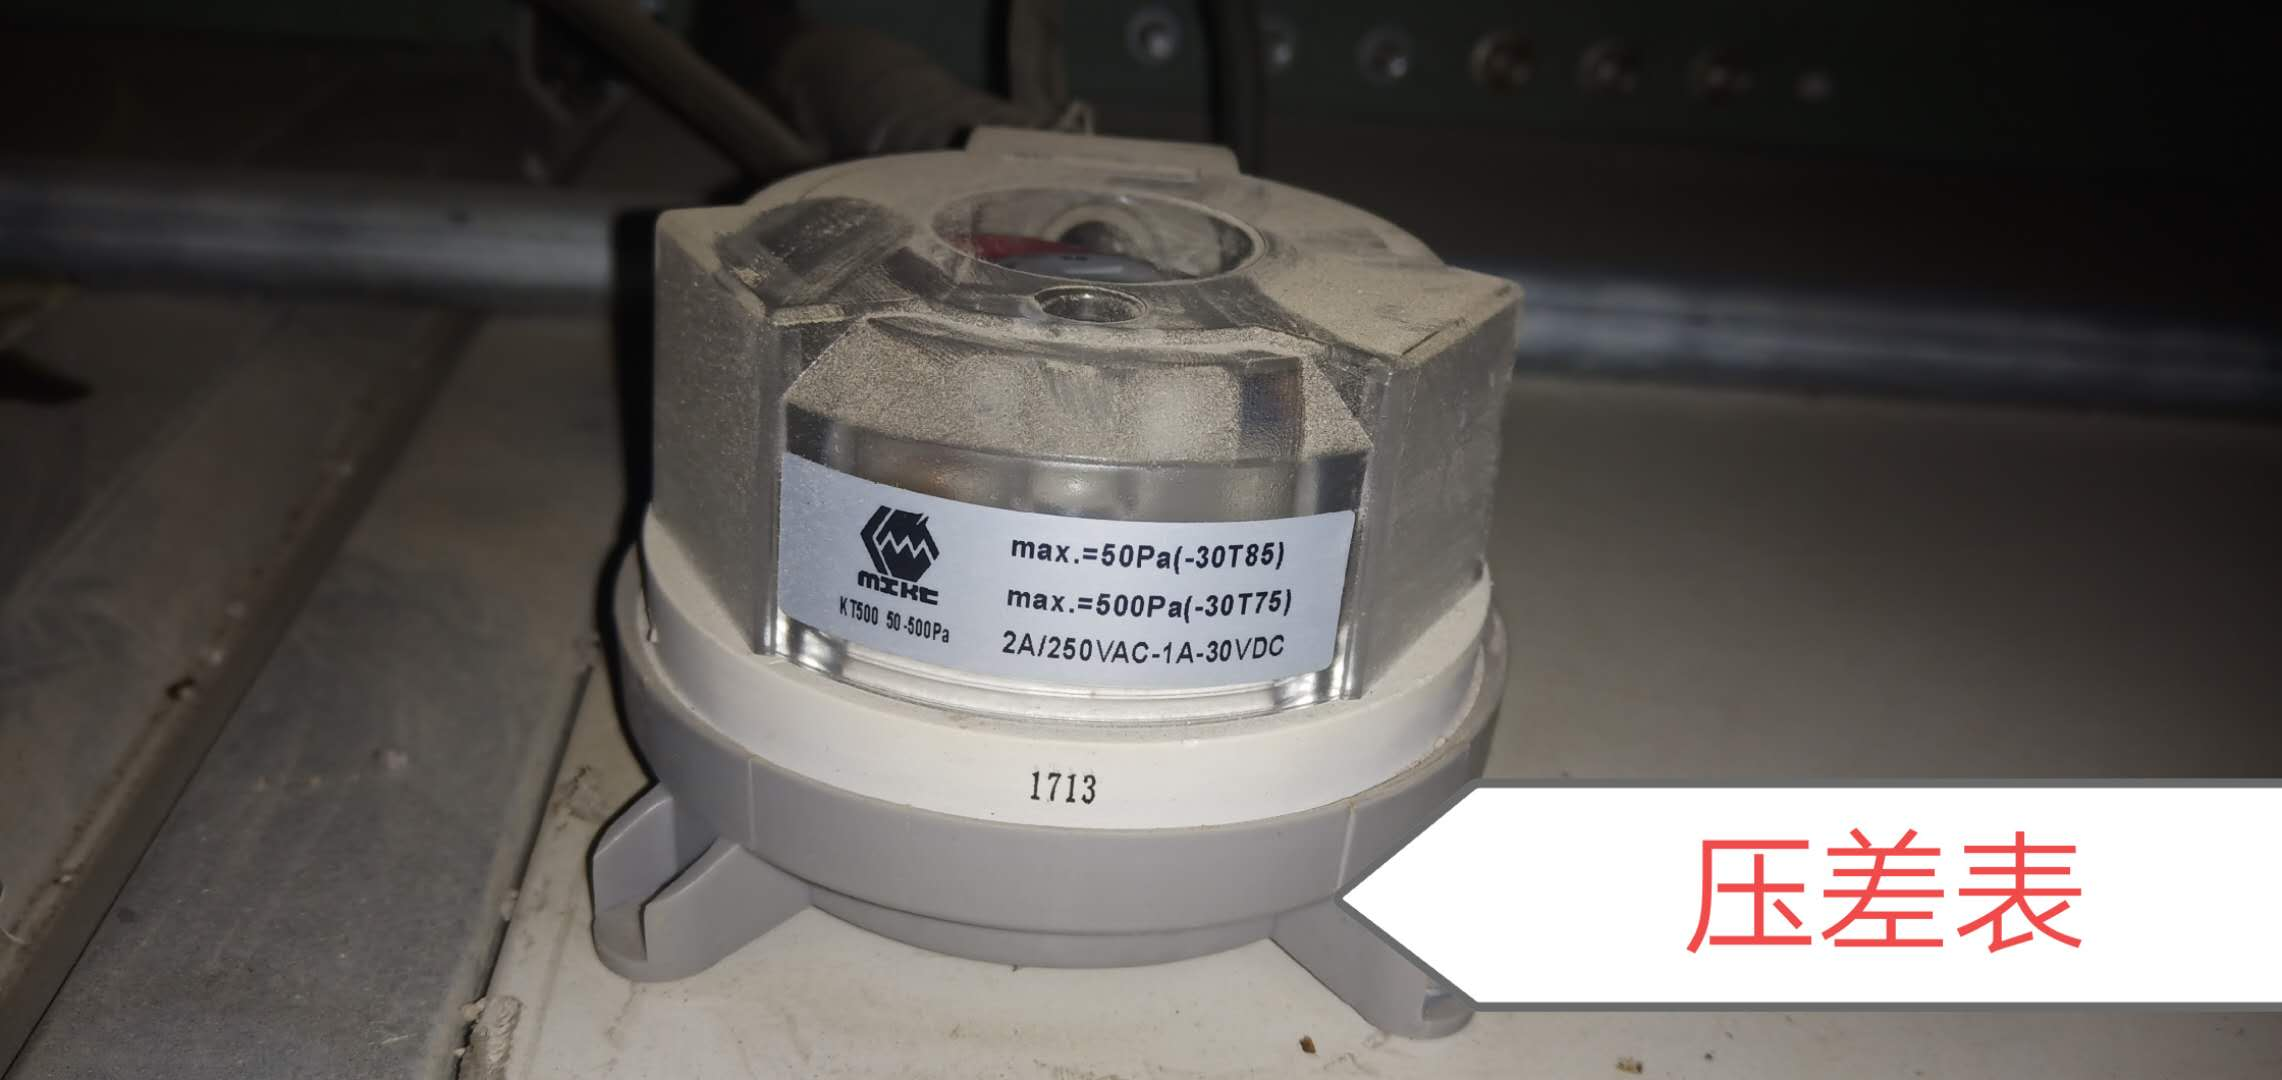 MIKC
KT500 50-500Pa
max.=50Pa(-30T85)
max.=500Pa(-30T75)
2A/250VAC-1A-30VDC
1713
压差表